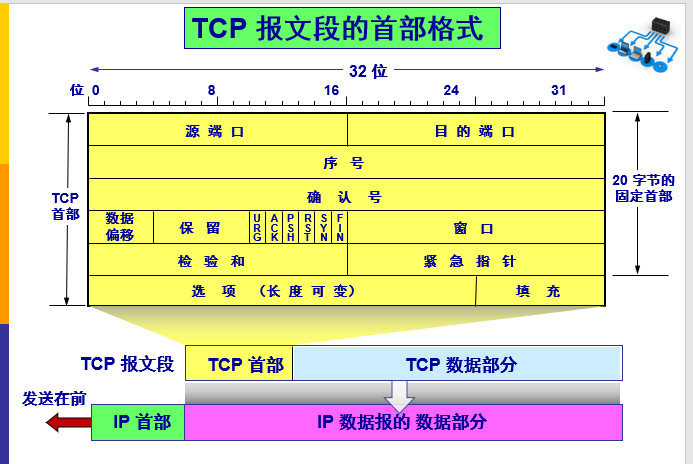 TCP 报文段的首部格式
32 位
位 0 8 16 24 31
源 端 口 目 的 端 口
序 号
TCP
首部
确 认 号
20 字节的
固定首部
数据
偏移
保 留
URG
ACK
PSH
RST
SYN
FIN
窗 口
检 验 和 紧 急 指 针
选 项 （长 度 可 变） 填 充
TCP 报文段 TCP 首部 TCP 数据部分
发送在前
IP 首部 IP 数据报的 数据部分